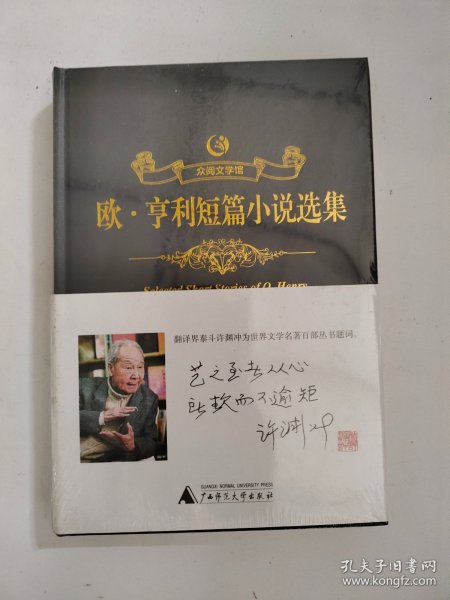 众阅文学馆
欧·亨利短篇小说选集
Selected Short Stories of O. Henry
翻译界泰斗许渊冲为世界文学名著百部丛书题词。
艺之至者从心
所欲而不逾矩
许渊冲
GUANGXI NORMAL UNIVERSITY PRESS
广西师范大学出版社
孔夫子旧书网
www.kongfz.com